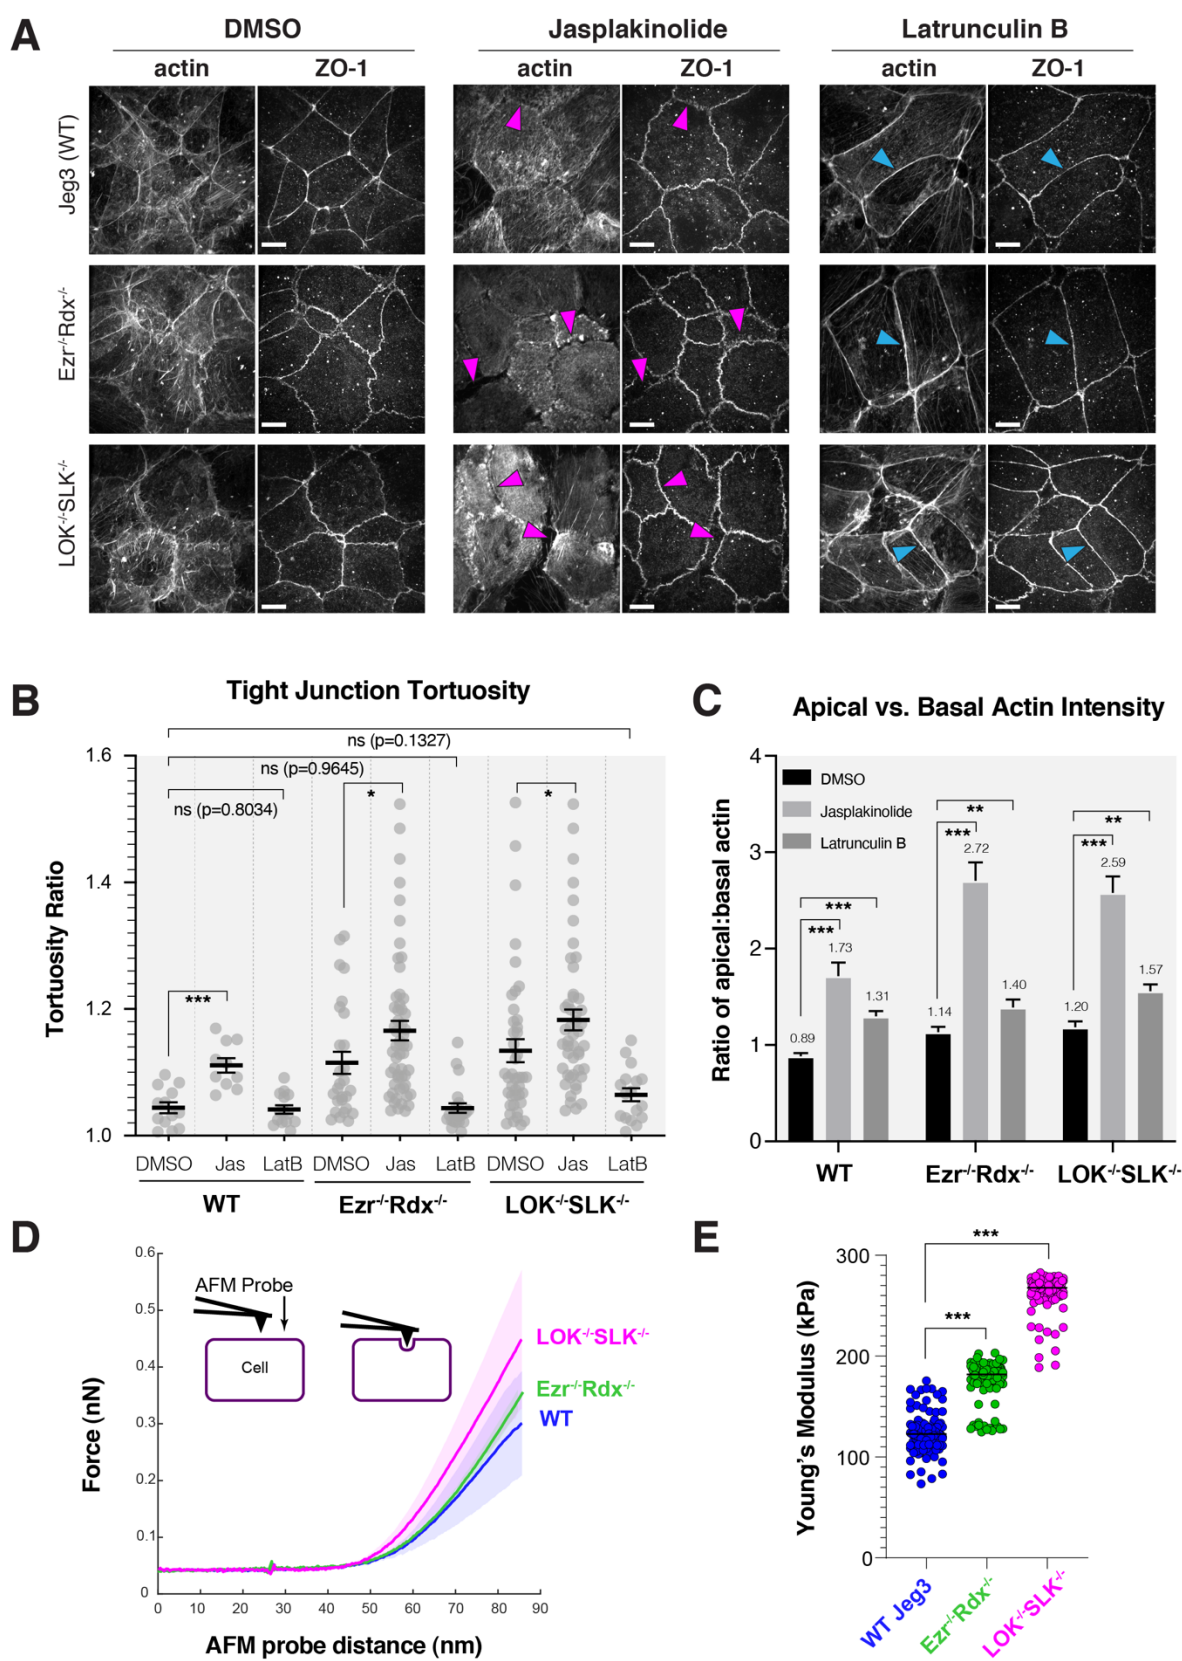 A
DMSO
Jasplakinolide
Latrunculin B
actin ZO-1
actin ZO-1
actin ZO-1
Jeg3 (WT)
Ezr⁻/⁻Rdx⁻/⁻
LOK⁻/⁻SLK⁻/⁻
B
Tight Junction Tortuosity
Tortuosity Ratio
1.6
1.4
1.2
1.0
ns (p=0.1327)
ns (p=0.9645)
ns (p=0.8034)
***
*
*
DMSO Jas LatB DMSO Jas LatB DMSO Jas LatB
WT
Ezr⁻/⁻Rdx⁻/⁻
LOK⁻/⁻SLK⁻/⁻
C
Apical vs. Basal Actin Intensity
Ratio of apical:basal actin
4
3
2
1
0
DMSO
Jasplakinolide
Latrunculin B
***
***
0.89
1.73
1.31
**
***
1.14
2.72
1.40
**
***
1.20
2.59
1.57
WT
Ezr⁻/⁻Rdx⁻/⁻
LOK⁻/⁻SLK⁻/⁻
D
Force (nN)
0.6
0.5
0.4
0.3
0.2
0.1
0
AFM Probe
Cell
LOK⁻/⁻SLK⁻/⁻
Ezr⁻/⁻Rdx⁻/⁻
WT
0 10 20 30 40 50 60 70 80 90
AFM probe distance (nm)
E
Young's Modulus (kPa)
300
200
100
0
***
***
WT Jeg3
Ezr⁻/⁻Rdx⁻/⁻
LOK⁻/⁻SLK⁻/⁻